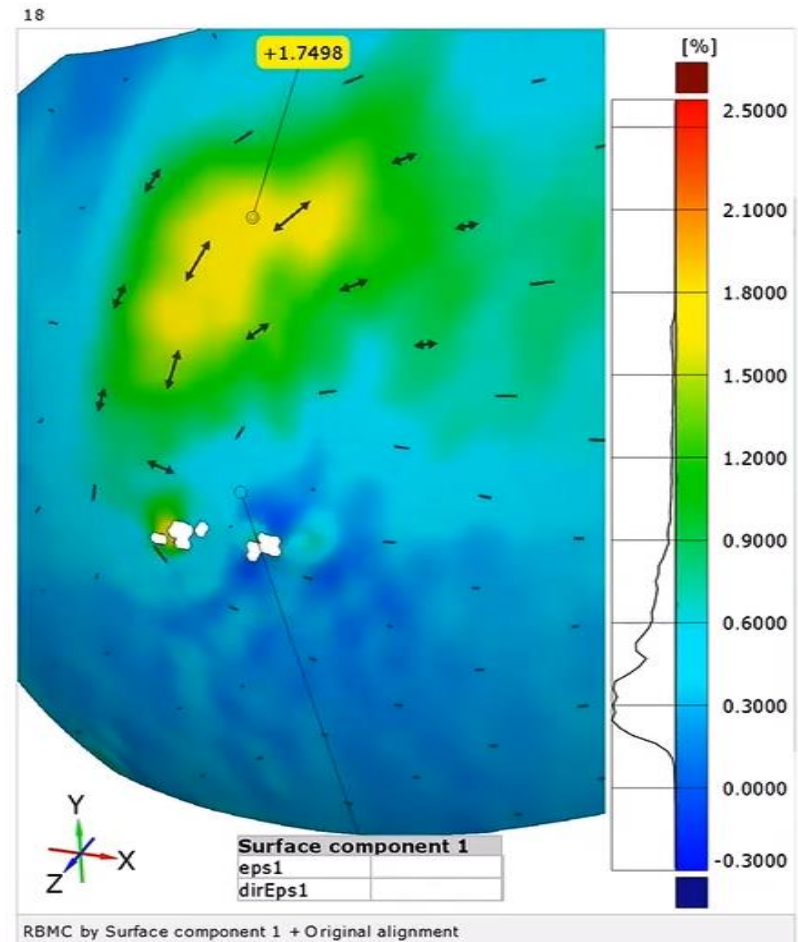 18
+1.7498
[%]
2.5000
2.1000
1.8000
1.5000
1.2000
0.9000
0.6000
0.3000
0.0000
-0.3000
Y
X
Z
Surface component 1
eps1
dirEps1
RBMC by Surface component 1 + Original alignment